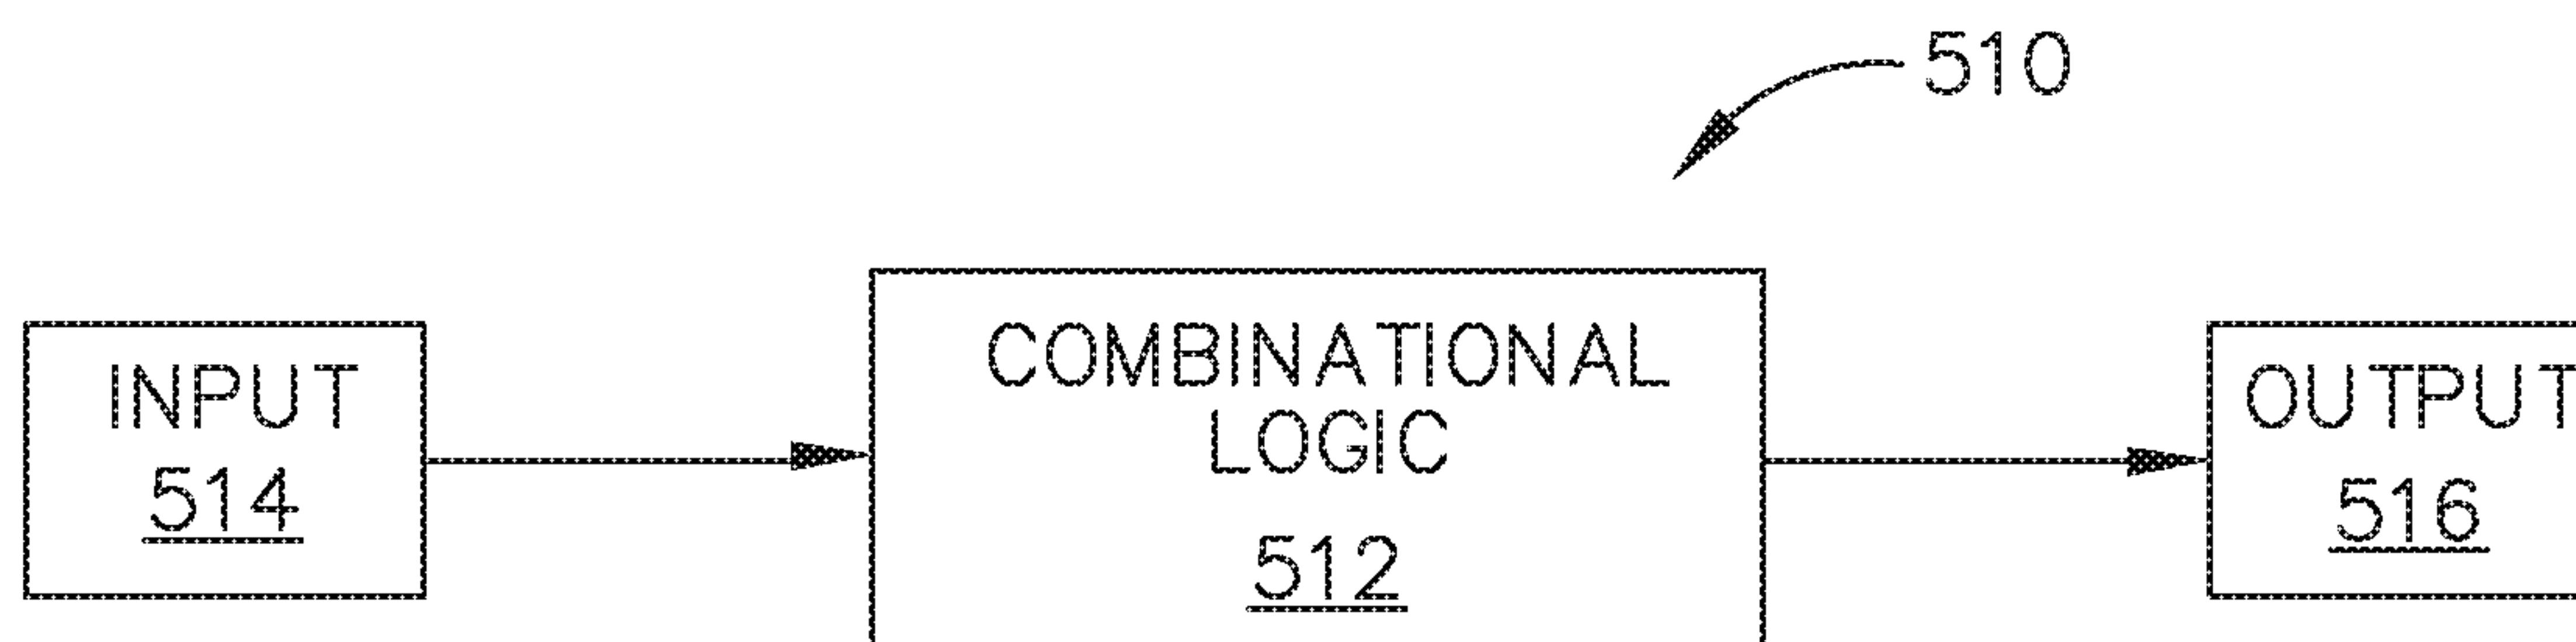 510
INPUT
514
COMBINATIONAL
LOGIC
512
OUTPUT
516